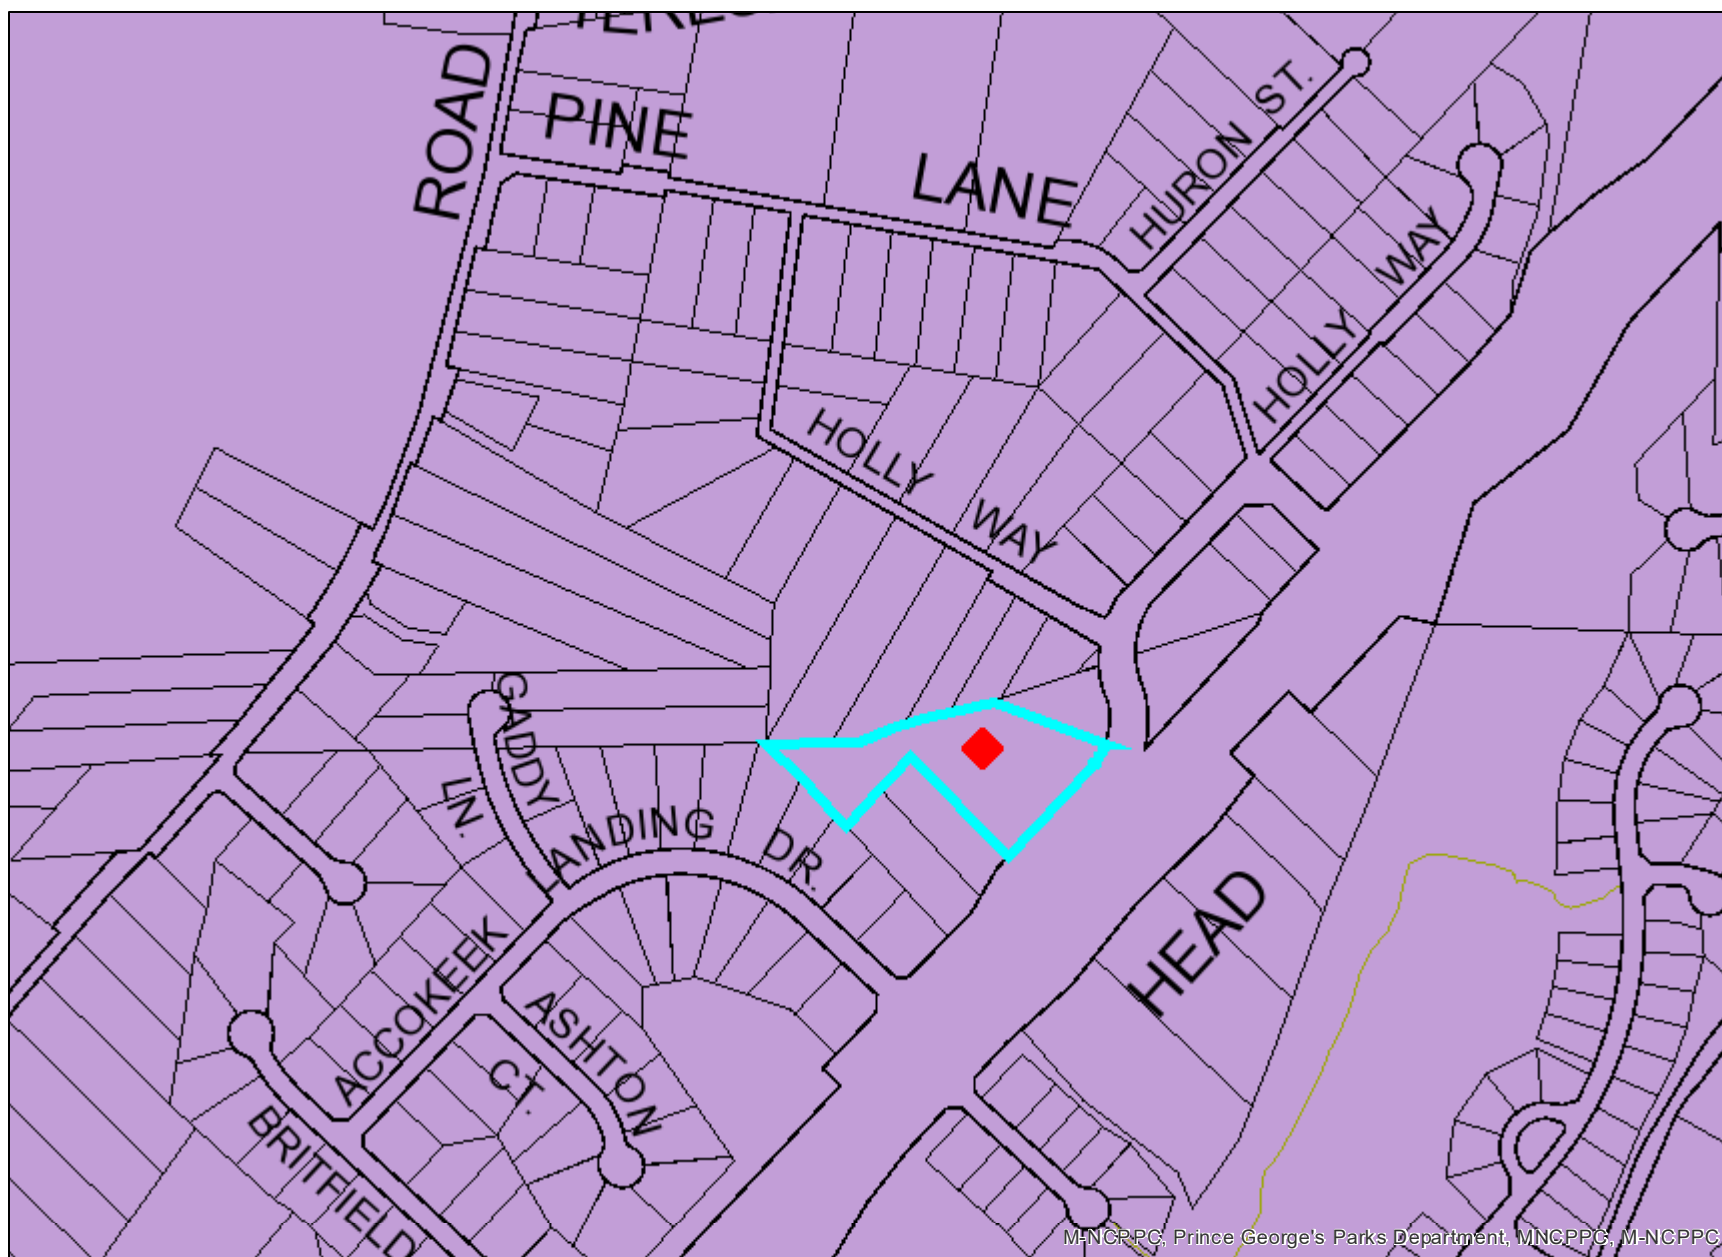 ROAD
PINE
LANE
HURON ST.
HOLLY WAY
HOLLY
WAY
GADDY
LN.
LANDING DR.
HEAD
ACCOKEEK
ASHTON
CT.
BRITFIELD
M-NCPPC, Prince George's Parks Department, MNCPPC, M-NCPPC